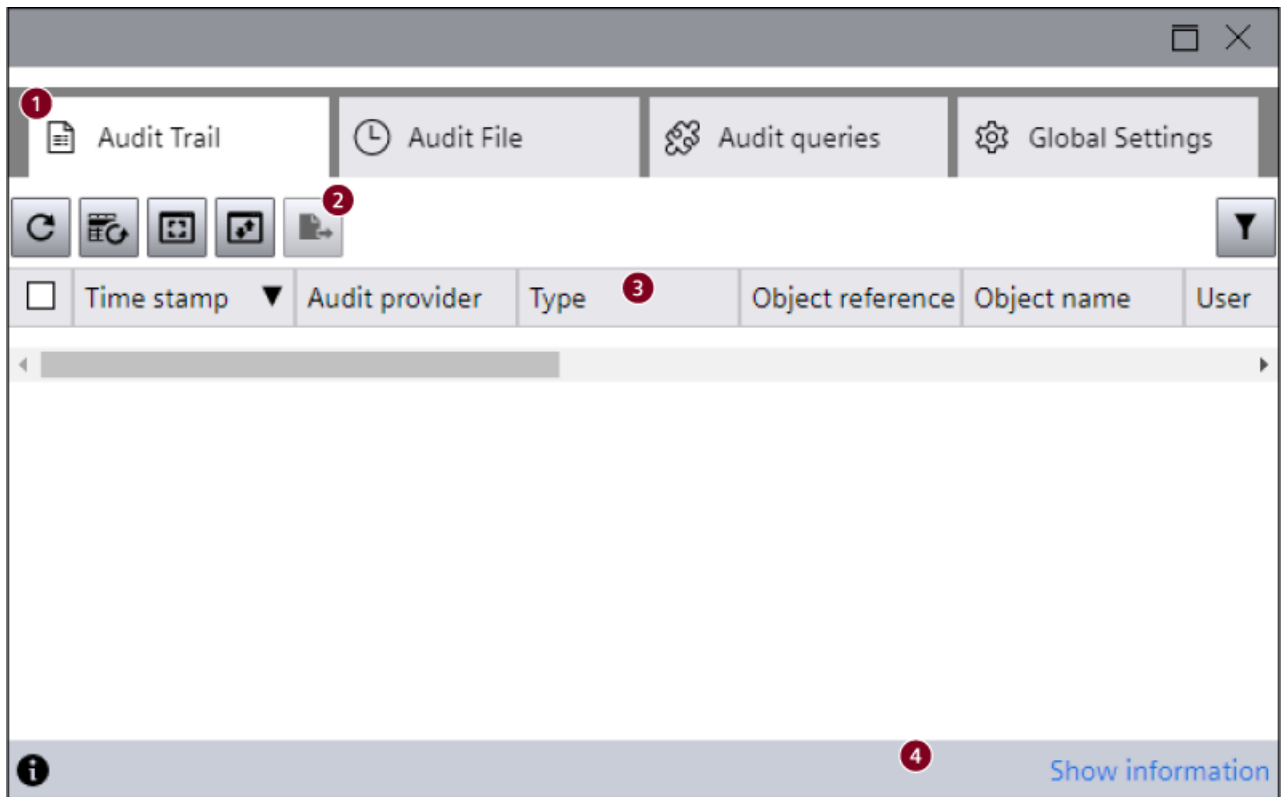 1
Audit Trail
Audit File
Audit queries
Global Settings
2
Time stamp
Audit provider
Type
3
Object reference
Object name
User
4
Show information